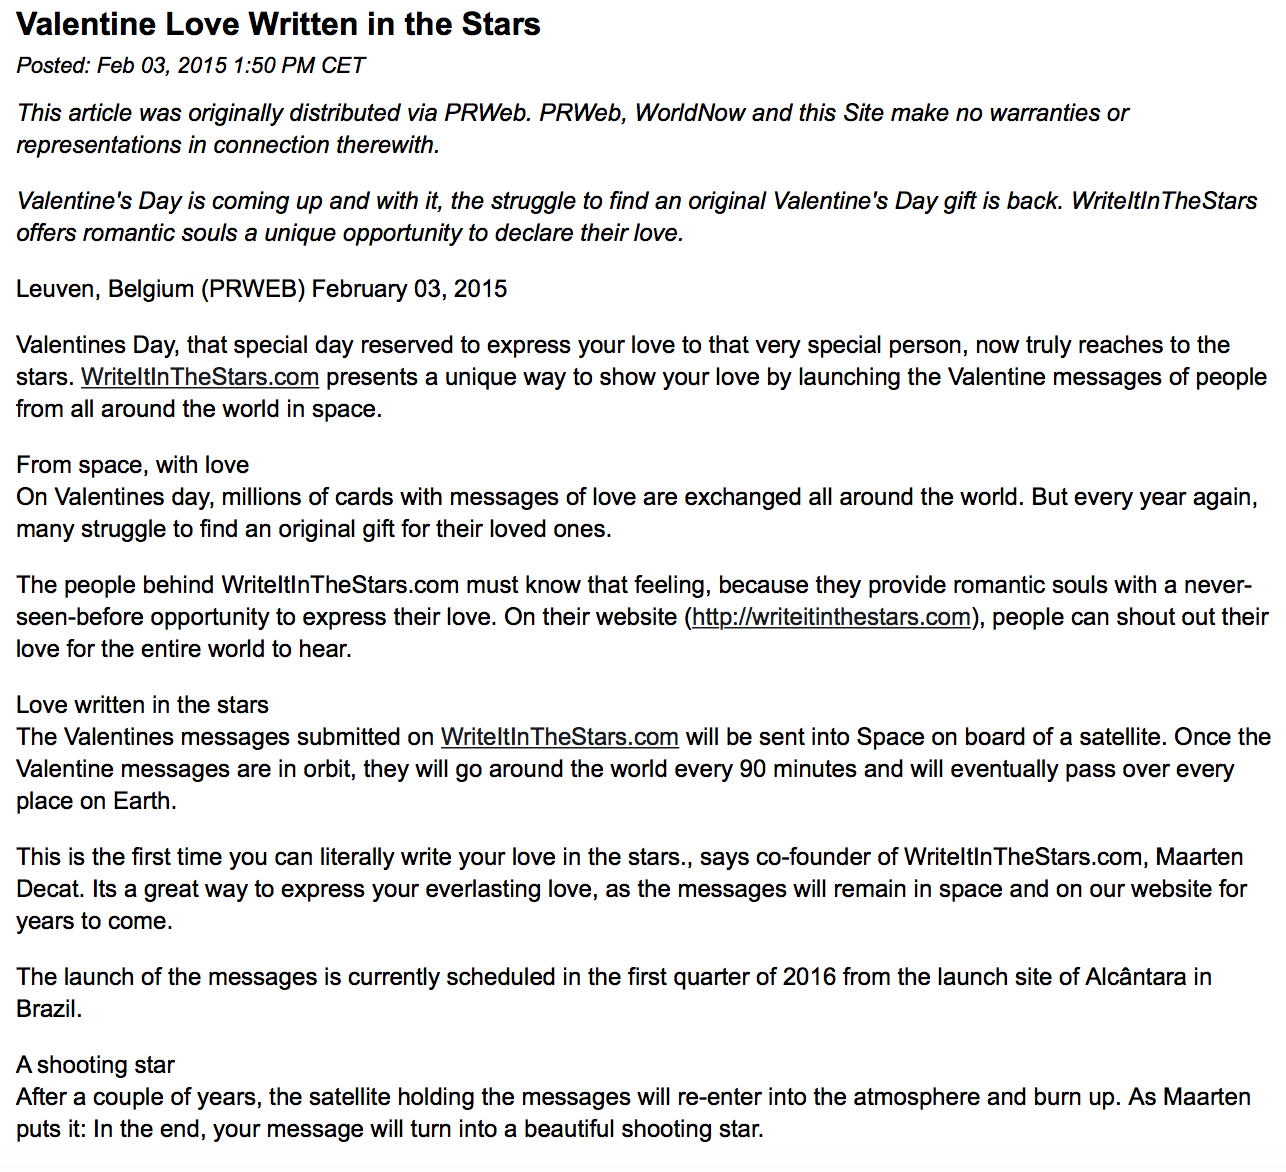 Valentine Love Written in the Stars
Posted: Feb 03, 2015 1:50 PM CET
This article was originally distributed via PRWeb. PRWeb, WorldNow and this Site make no warranties or
representations in connection therewith.
Valentine's Day is coming up and with it, the struggle to find an original Valentine's Day gift is back. WriteItInTheStars
offers romantic souls a unique opportunity to declare their love.
Leuven, Belgium (PRWEB) February 03, 2015
Valentines Day, that special day reserved to express your love to that very special person, now truly reaches to the
stars. WriteItInTheStars.com presents a unique way to show your love by launching the Valentine messages of people
from all around the world in space.
From space, with love
On Valentines day, millions of cards with messages of love are exchanged all around the world. But every year again,
many struggle to find an original gift for their loved ones.
The people behind WriteItInTheStars.com must know that feeling, because they provide romantic souls with a never-
seen-before opportunity to express their love. On their website (http://writeitinthestars.com), people can shout out their
love for the entire world to hear.
Love written in the stars
The Valentines messages submitted on WriteItInTheStars.com will be sent into Space on board of a satellite. Once the
Valentine messages are in orbit, they will go around the world every 90 minutes and will eventually pass over every
place on Earth.
This is the first time you can literally write your love in the stars., says co-founder of WriteItInTheStars.com, Maarten
Decat. Its a great way to express your everlasting love, as the messages will remain in space and on our website for
years to come.
The launch of the messages is currently scheduled in the first quarter of 2016 from the launch site of Alcântara in
Brazil.
A shooting star
After a couple of years, the satellite holding the messages will re-enter into the atmosphere and burn up. As Maarten
puts it: In the end, your message will turn into a beautiful shooting star.